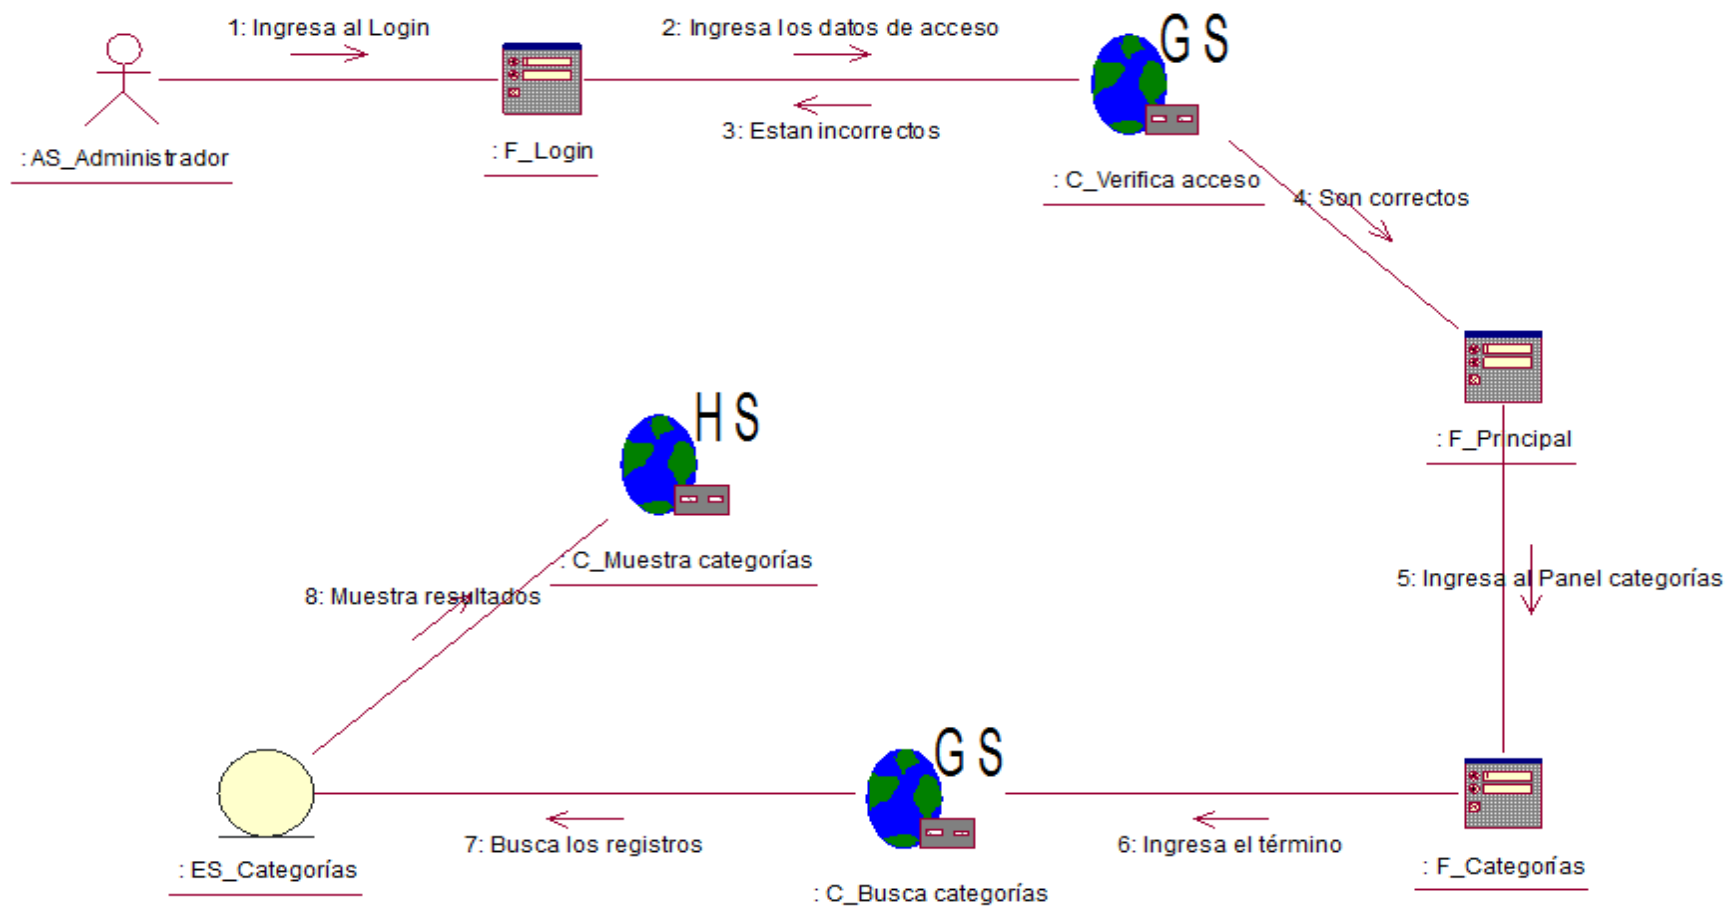 1: Ingresa al Login
2: Ingresa los datos de acceso
G S
3: Estan incorrectos
: AS_Administrador
: F_Login
: C_Verifica acceso
4: Son correctos
H S
: F_Principal
: C_Muestra categorías
5: Ingresa al Panel categorías
8: Muestra resultados
G S
7: Busca los registros
6: Ingresa el término
: ES_Categorías
: C_Busca categorías
: F_Categorías